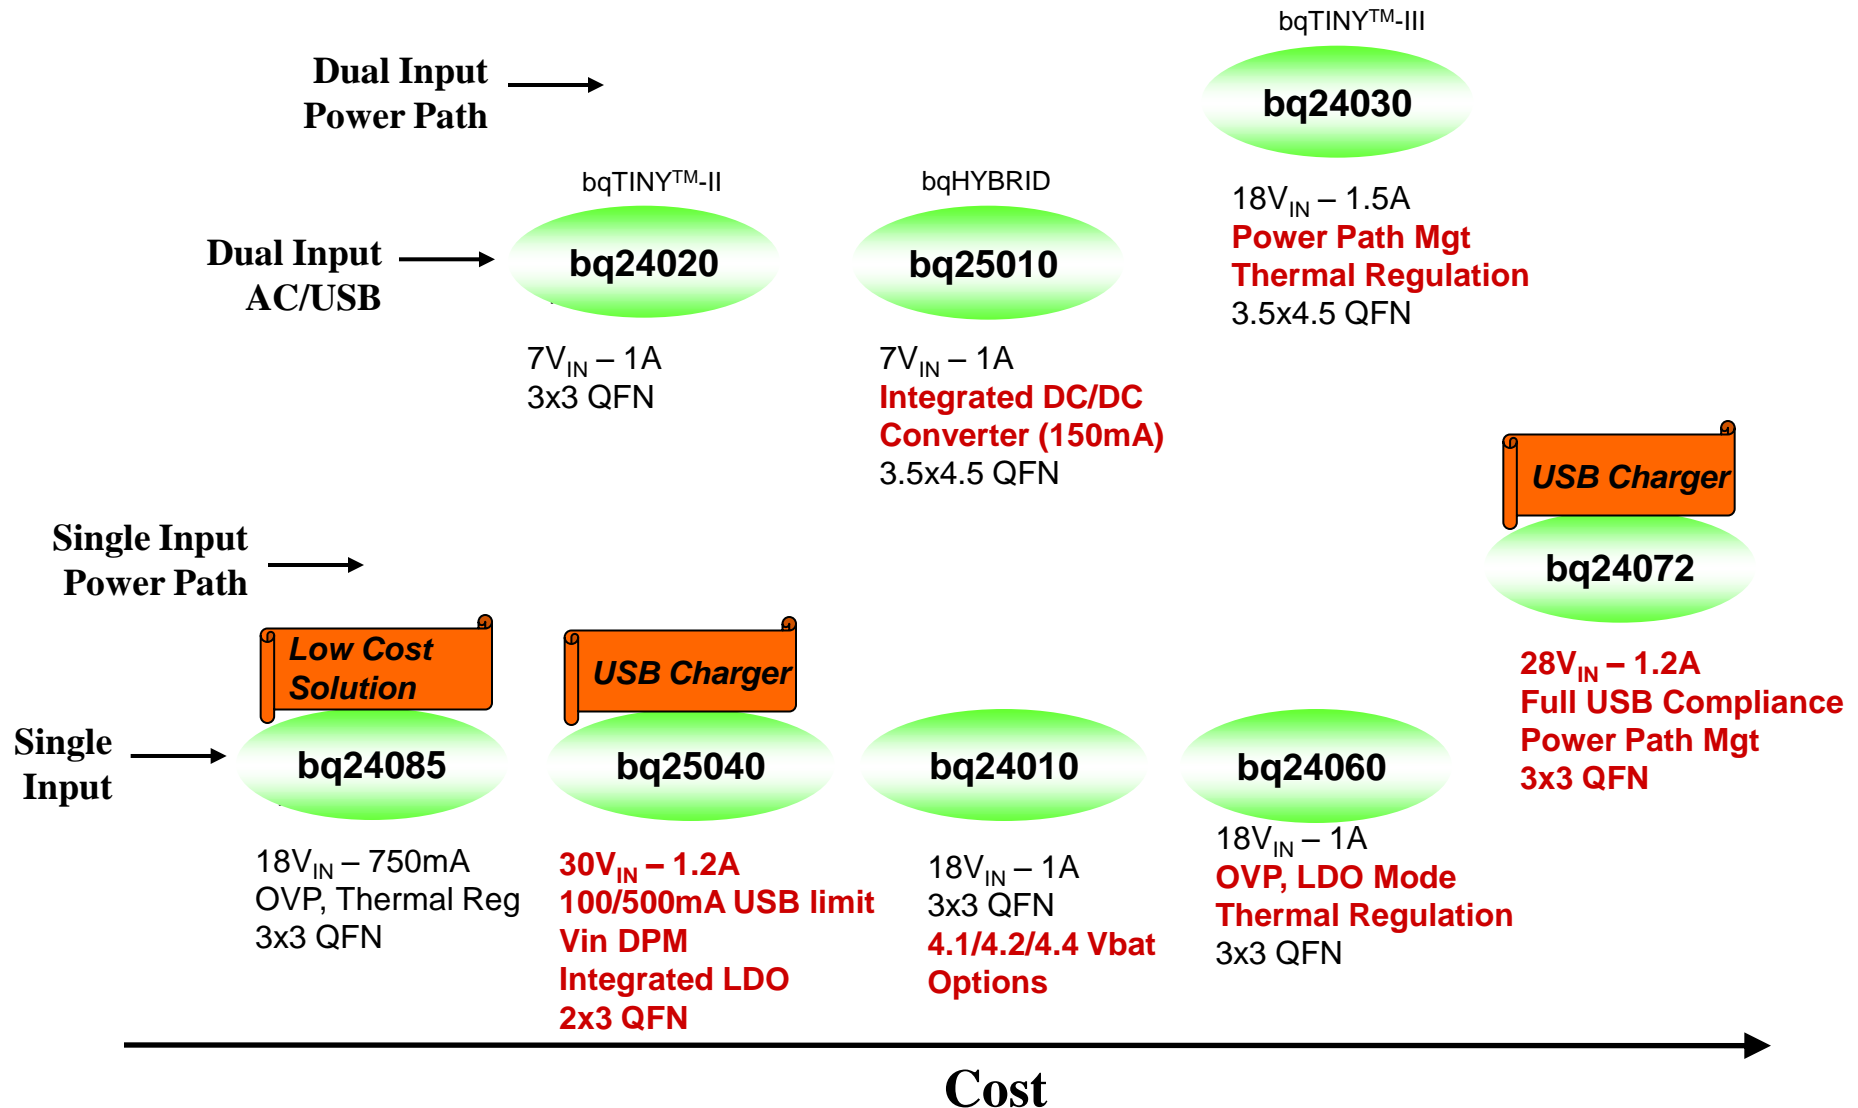 bqTINY™-III
Dual Input
Power Path
bq24030
18VIN – 1.5A
Power Path Mgt
Thermal Regulation
3.5x4.5 QFN
Dual Input
AC/USB
bqTINY™-II
bq24020
7VIN – 1A
3x3 QFN
bqHYBRID
bq25010
7VIN – 1A
Integrated DC/DC
Converter (150mA)
3.5x4.5 QFN
Single Input
Power Path
USB Charger
bq24072
28VIN – 1.2A
Full USB Compliance
Power Path Mgt
3x3 QFN
Single
Input
Low Cost
Solution
bq24085
18VIN – 750mA
OVP, Thermal Reg
3x3 QFN
USB Charger
bq25040
30VIN – 1.2A
100/500mA USB limit
Vin DPM
Integrated LDO
2x3 QFN
bq24010
18VIN – 1A
3x3 QFN
4.1/4.2/4.4 Vbat
Options
bq24060
18VIN – 1A
OVP, LDO Mode
Thermal Regulation
3x3 QFN
Cost